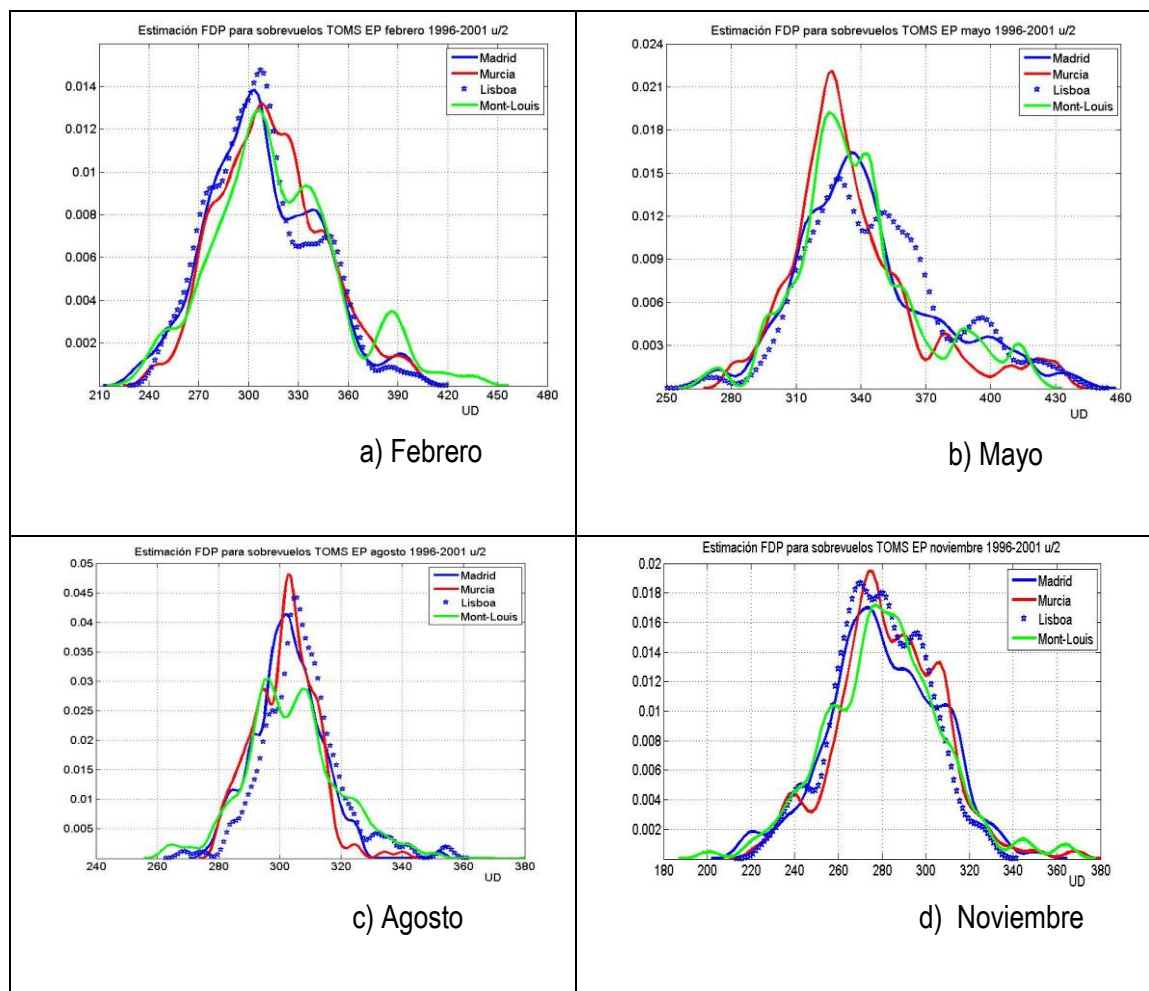 Estimación FDP para sobrevuelos TOMS EP febrero 1996-2001 u/2
Madrid
Murcia
Lisboa
Mont-Louis
0.014
0.012
0.01
0.008
0.006
0.004
0.002
210 240 270 300 330 360 390 420 450 480
UD
a) Febrero
Estimación FDP para sobrevuelos TOMS EP mayo 1996-2001 u/2
Madrid
Murcia
Lisboa
Mont-Louis
0.024
0.021
0.018
0.015
0.012
0.009
0.006
0.003
250 280 310 340 370 400 430 460
UD
b) Mayo
Estimación FDP para sobrevuelos TOMS EP agosto 1996-2001 u/2
Madrid
Murcia
Lisboa
Mont-Louis
0.05
0.045
0.04
0.035
0.03
0.025
0.02
0.015
0.01
0.005
240 260 280 300 320 340 360 380
UD
c) Agosto
Estimación FDP para sobrevuelos TOMS EP noviembre 1996-2001 u/2
Madrid
Murcia
Lisboa
Mont-Louis
0.02
0.018
0.016
0.014
0.012
0.01
0.008
0.006
0.004
0.002
180 200 220 240 260 280 300 320 340 360 380
UD
d) Noviembre